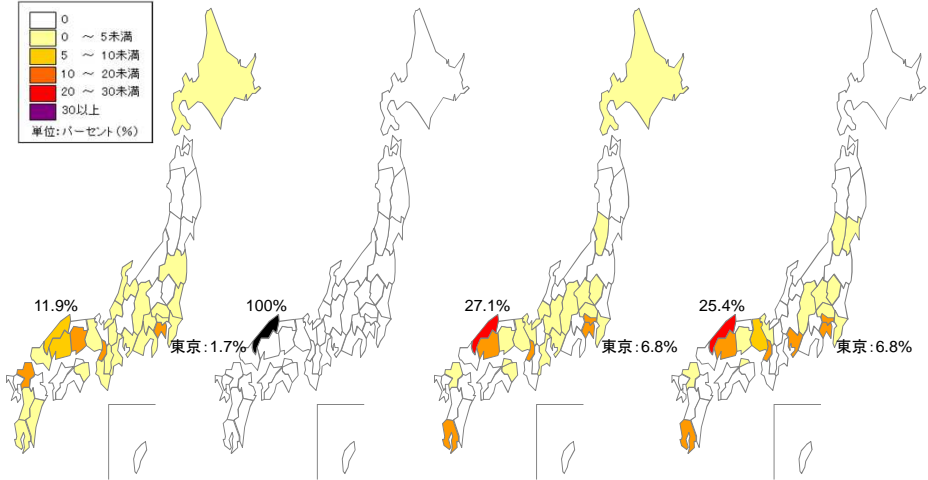 0
0 ～ 5未満
5 ～ 10未満
10 ～ 20未満
20 ～ 30未満
30以上
単位:パーセント(%)
11.9%
東京:1.7%
100%
27.1%
東京:6.8%
25.4%
東京:6.8%